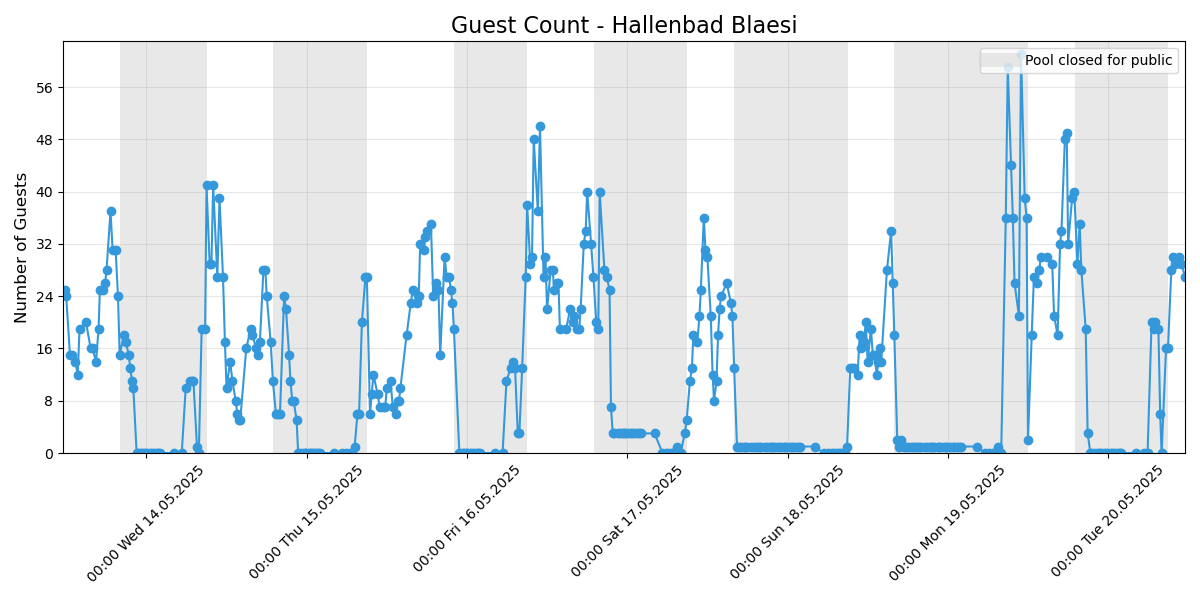 Guest Count - Hallenbad Blaesi
Pool closed for public
Number of Guests
56
48
40
32
24
16
8
0
00:00 Wed 14.05.2025
00:00 Thu 15.05.2025
00:00 Fri 16.05.2025
00:00 Sat 17.05.2025
00:00 Sun 18.05.2025
00:00 Mon 19.05.2025
00:00 Tue 20.05.2025